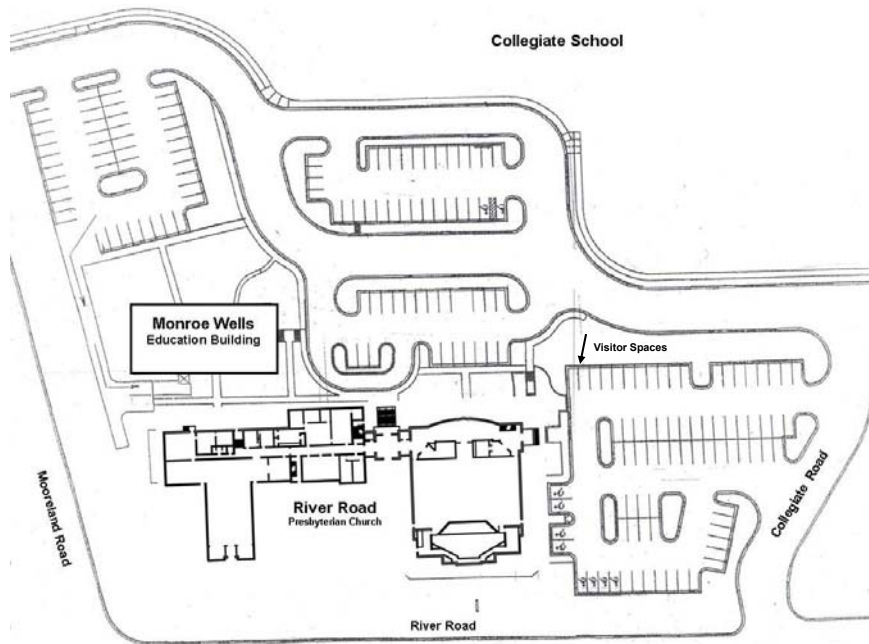 Collegiate School
Monroe Wells
Education Building
Visitor Spaces
River Road
Presbyterian Church
Mooreland Road
Collegiate Road
River Road